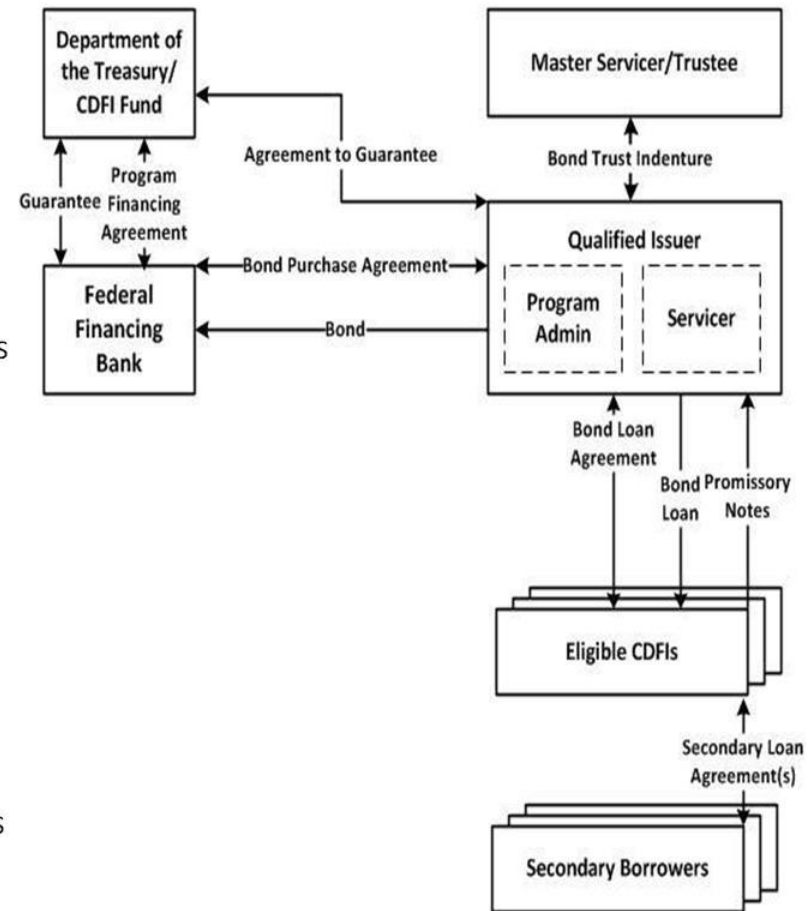 Department of
the Treasury/
CDFI Fund
Master Servicer/Trustee
Agreement to Guarantee
Bond Trust Indenture
Guarantee
Program
Financing
Agreement
Qualified Issuer
Program
Admin
Servicer
Bond Purchase Agreement
Federal
Financing
Bank
Bond
s
Bond Loan
Agreement
Bond
Loan
Promissory
Notes
Eligible CDFIs
Secondary Loan
Agreement(s)
s
Secondary Borrowers